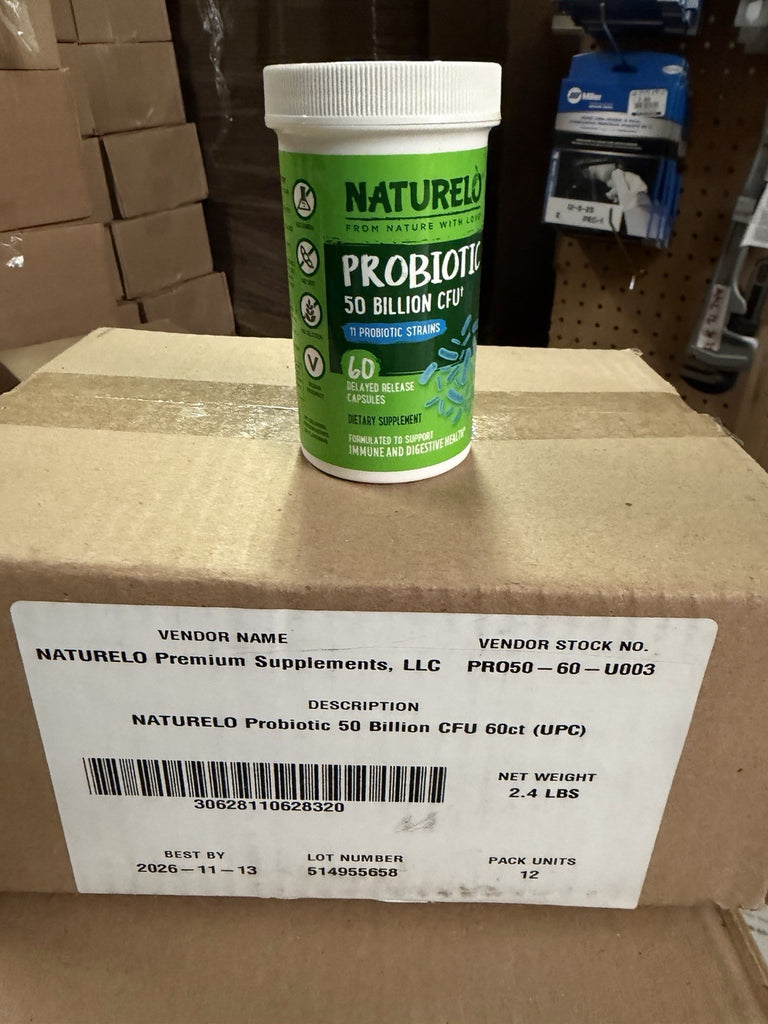 NATURELO
FROM NATURE WITH LOVE
PROBIOTIC
50 BILLION CFU†
11 PROBIOTIC STRAINS
60
DELAYED RELEASE
CAPSULES
DIETARY SUPPLEMENT
FORMULATED TO SUPPORT
IMMUNE AND DIGESTIVE HEALTH*
V
Miller
VENDOR NAME
NATURELO Premium Supplements, LLC
VENDOR STOCK NO.
PRO50-60-U003
DESCRIPTION
NATURELO Probiotic 50 Billion CFU 60ct (UPC)
30628110628320
NET WEIGHT
2.4 LBS
BEST BY
2026-11-13
LOT NUMBER
514955658
PACK UNITS
12